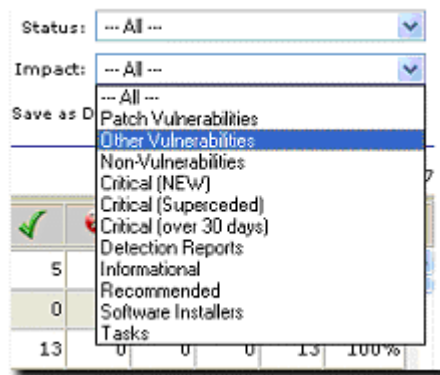 Status: --- All ---
Impact: --- All ---
--- All ---
Save as D
Patch Vulnerabilities
Other Vulnerabilities
Non-Vulnerabilities
Critical (NEW)
Critical (Superceded)
Critical (over 30 days)
Detection Reports
5 Informational
Recommended
0 Software Installers
Tasks
13 0 0 0 13 100%